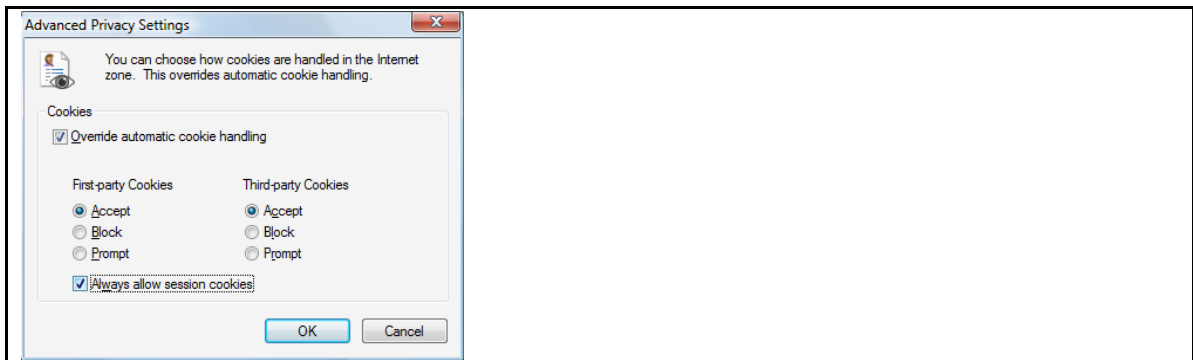 Advanced Privacy Settings
You can choose how cookies are handled in the Internet
zone. This overrides automatic cookie handling.
Cookies
Override automatic cookie handling
First-party Cookies Third-party Cookies
Accept Accept
Block Block
Prompt Prompt
Always allow session cookies
OK Cancel